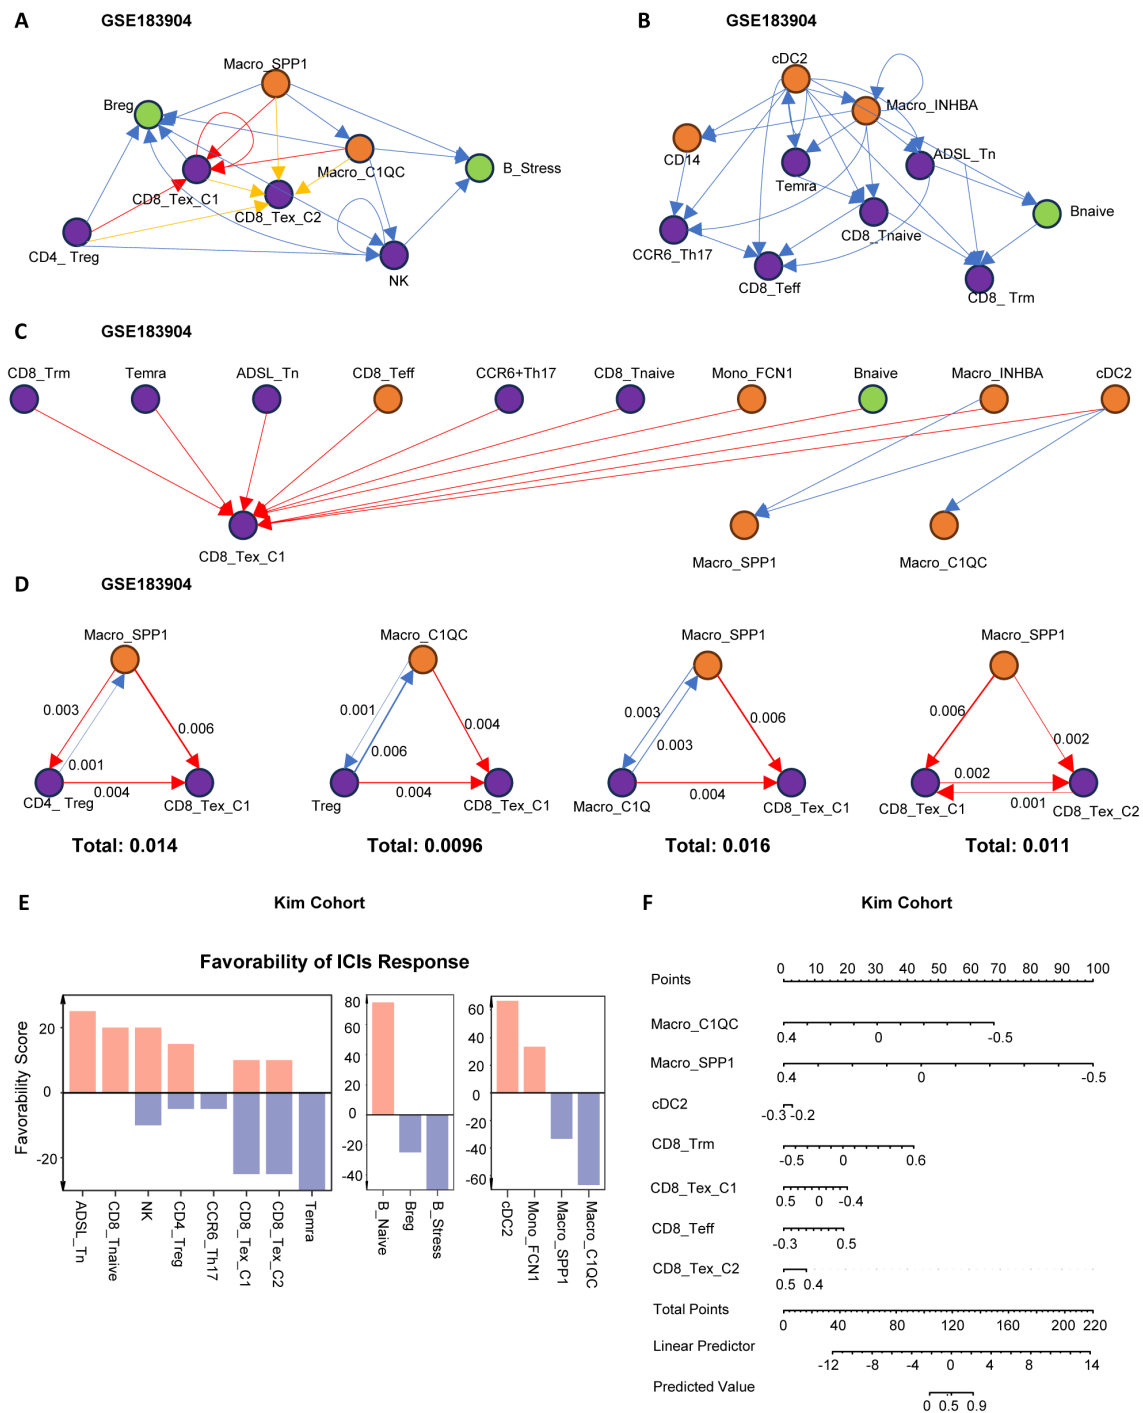 A GSE183904
B GSE183904
Macro_SPP1
Breg
Macro_C1QC
B_Stress
CD8_Tex_C1
CD8_Tex_C2
CD4_ Treg
NK
cDC2
Macro_INHBA
CD14
ADSL_Tn
Temra
Bnaive
CCR6_Th17
CD8_Tnaive
CD8_Teff
CD8_ Trm
C GSE183904
CD8_Trm Temra ADSL_Tn CD8_Teff CCR6+Th17 CD8_Tnaive Mono_FCN1 Bnaive Macro_INHBA cDC2
CD8_Tex_C1 Macro_SPP1 Macro_C1QC
D GSE183904
Macro_SPP1
0.003
0.006
0.001
0.004
CD4_ Treg
CD8_Tex_C1
Total: 0.014
Macro_C1QC
0.001
0.004
0.006
0.004
Treg
CD8_Tex_C1
Total: 0.0096
Macro_SPP1
0.003
0.006
0.003
0.004
Macro_C1Q
CD8_Tex_C1
Total: 0.016
Macro_SPP1
0.006
0.002
0.002
0.001
CD8_Tex_C1
CD8_Tex_C2
Total: 0.011
E Kim Cohort
Favorability of ICIs Response
Favorability Score
20
0
-20
ADSL_Tn
CD8_Tnaive
NK
CD4_Treg
CCR6_Th17
CD8_Tex_C1
CD8_Tex_C2
Temra
80
60
40
20
0
-20
-40
B_Naive
Breg
B_Stress
60
40
20
0
-20
-40
-60
cDC2
Mono_FCN1
Macro_SPP1
Macro_C1QC
F Kim Cohort
Points
0 10 20 30 40 50 60 70 80 90 100
Macro_C1QC
0.4 0 -0.5
Macro_SPP1
0.4 0 -0.5
cDC2
-0.3 -0.2
CD8_Trm
-0.5 0 0.6
CD8_Tex_C1
0.5 0 -0.4
CD8_Teff
-0.3 0.5
CD8_Tex_C2
0.5 0.4
Total Points
0 40 80 120 160 200 220
Linear Predictor
-12 -8 -4 0 4 8 14
Predicted Value
0 0.5 0.9